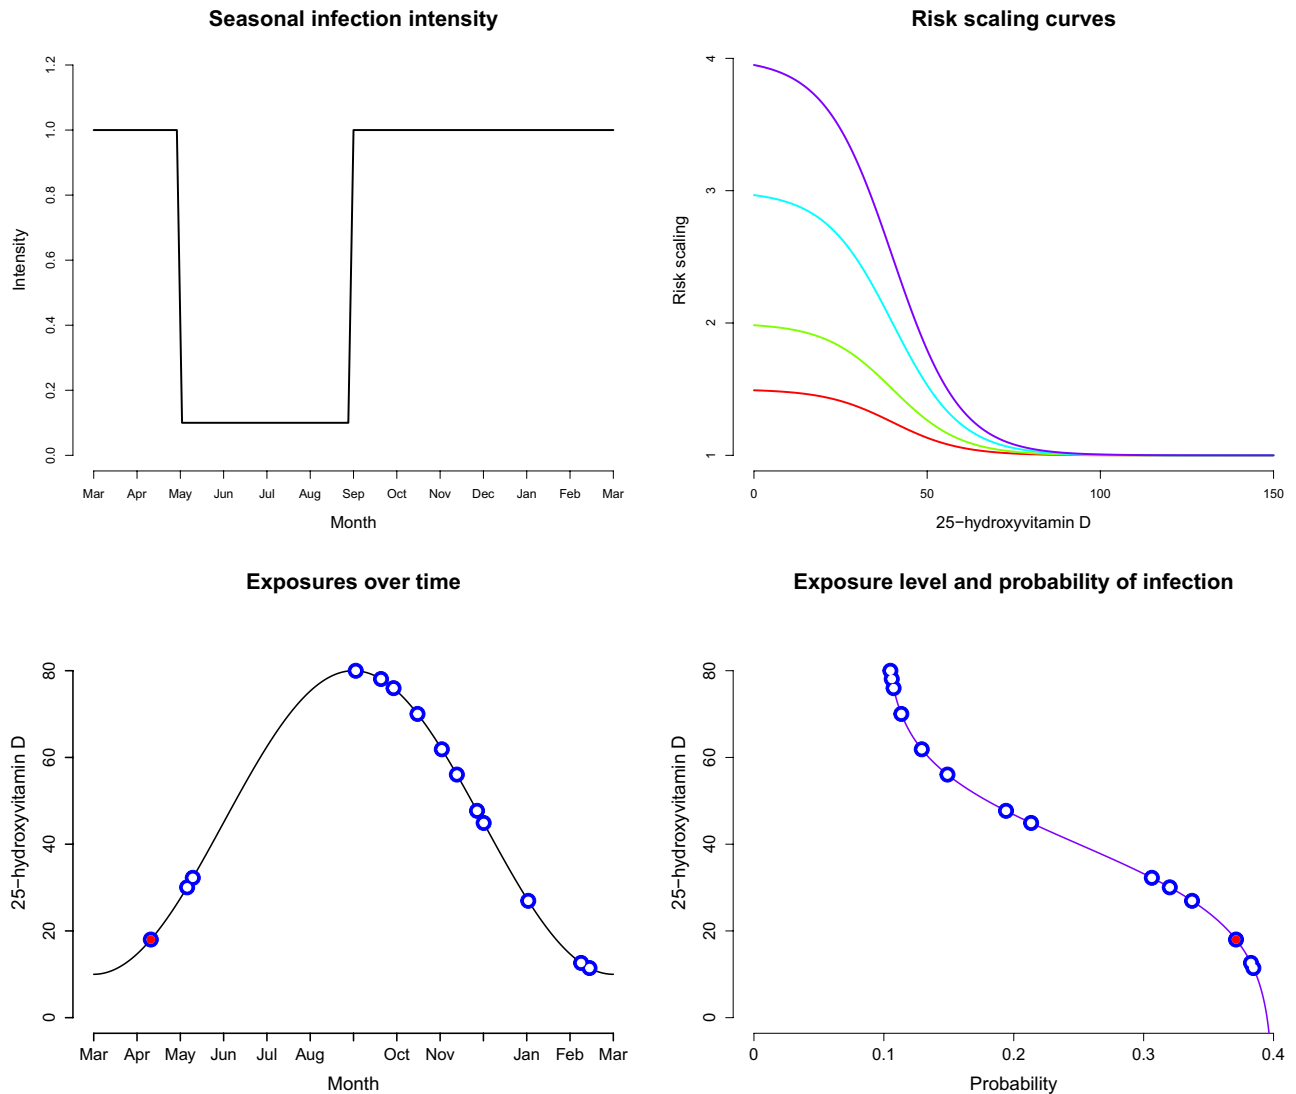 Seasonal infection intensity
1.2
1.0
0.8
0.6
0.4
0.2
0.0
Intensity
Mar Apr May Jun Jul Aug Sep Oct Nov Dec Jan Feb Mar
Month
Risk scaling curves
4
3
2
1
Risk scaling
0 50 100 150
25−hydroxyvitamin D
Exposures over time
80
60
40
20
0
25−hydroxyvitamin D
Mar Apr May Jun Jul Aug Oct Nov Jan Feb Mar
Month
Exposure level and probability of infection
80
60
40
20
0
25−hydroxyvitamin D
0 0.1 0.2 0.3 0.4
Probability